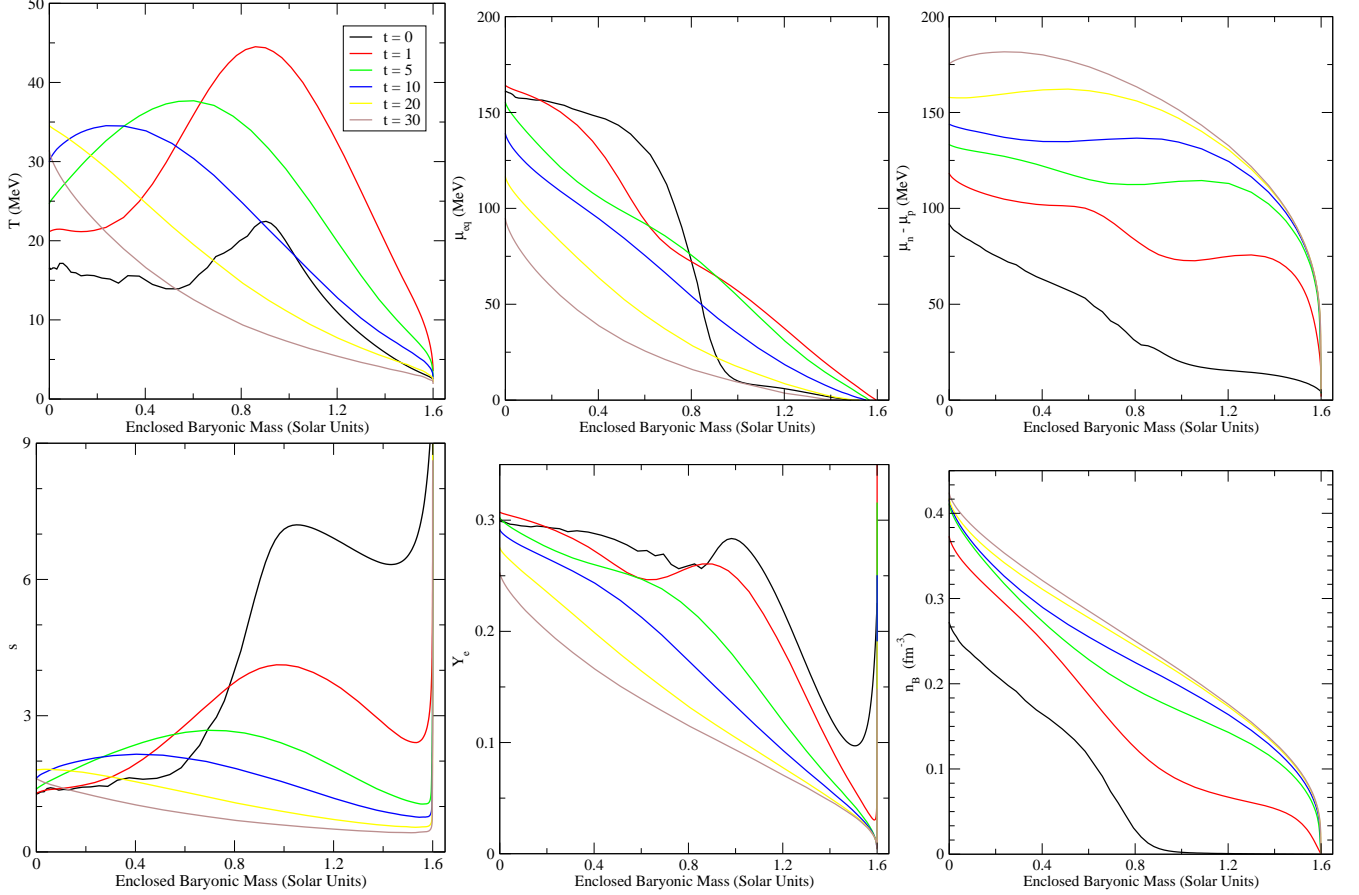 50
40
30
20
10
0
T (MeV)
0 0.4 0.8 1.2 1.6
Enclosed Baryonic Mass (Solar Units)
t = 0
t = 1
t = 5
t = 10
t = 20
t = 30
200
150
100
50
0
μeq (MeV)
0 0.4 0.8 1.2 1.6
Enclosed Baryonic Mass (Solar Units)
200
150
100
50
0
μn - μp (MeV)
0 0.4 0.8 1.2 1.6
Enclosed Baryonic Mass (Solar Units)
9
6
3
0
s
0 0.4 0.8 1.2 1.6
Enclosed Baryonic Mass (Solar Units)
0.3
0.2
0.1
0
Ye
0 0.4 0.8 1.2 1.6
Enclosed Baryonic Mass (Solar Units)
0.4
0.3
0.2
0.1
0
nB (fm-3)
0 0.4 0.8 1.2 1.6
Enclosed Baryonic Mass (Solar Units)